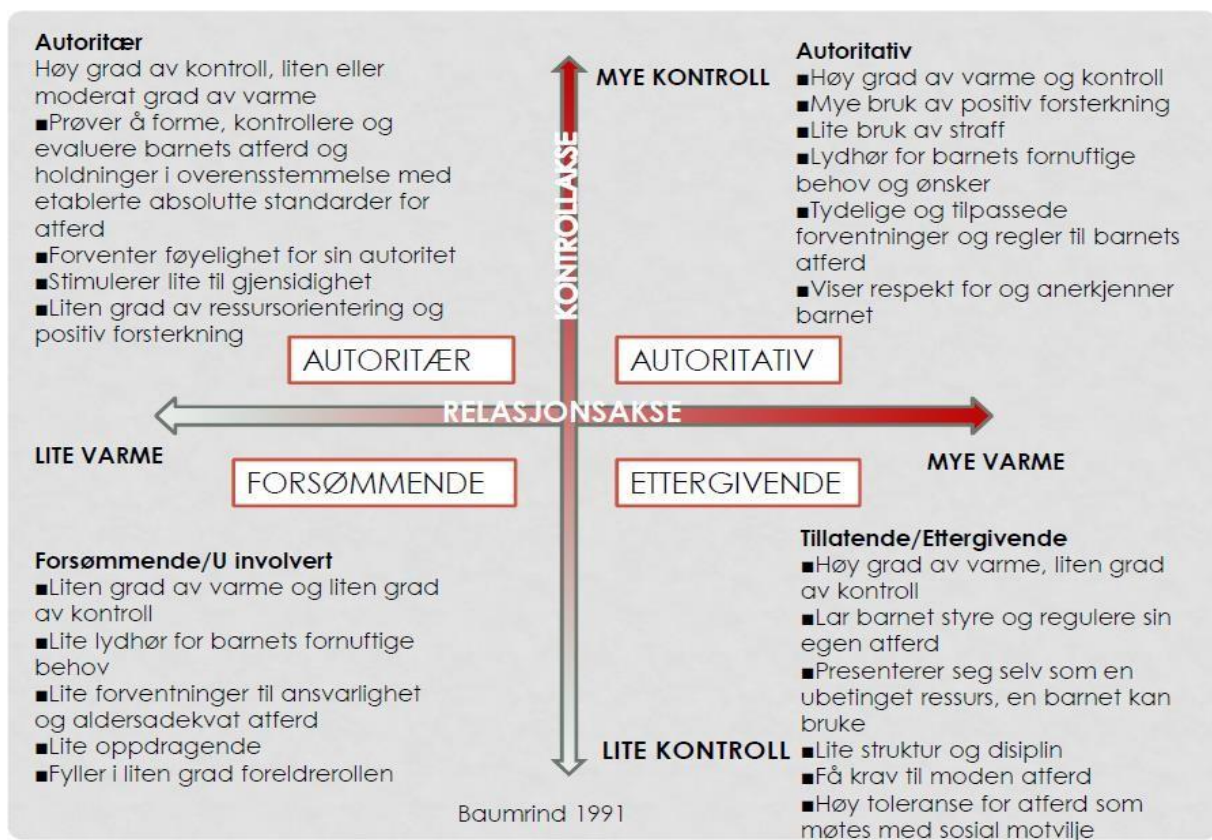 Autoritær
Høy grad av kontroll, liten eller
moderat grad av varme
■Prøver å forme, kontrollere og
evaluere barnets atferd og
holdninger i overensstemmelse med
etablerte absolutte standarder for
atferd
■Forventer føyelighet for sin autoritet
■Stimulerer lite til gjensidighet
■Liten grad av ressursorientering og
positiv forsterkning
MYE KONTROLL
KONTROLLAKSE
Autoritativ
■Høy grad av varme og kontroll
■Mye bruk av positiv forsterkning
■Lite bruk av straff
■Lydhør for barnets fornuftige
behov og ønsker
■Tydelige og tilpassede
forventninger og regler til barnets
atferd
■Viser respekt for og anerkjenner
barnet
AUTORITÆR
AUTORITATIV
RELASJONSAKSE
LITE VARME
MYE VARME
FORSØMMENDE
ETTERGIVENDE
Forsømmende/U involvert
■Liten grad av varme og liten grad
av kontroll
■Lite lydhør for barnets fornuftige
behov
■Lite forventninger til ansvarlighet
og aldersadekvat atferd
■Lite oppdragende
■Fyller i liten grad foreldrerollen
LITE KONTROLL
Baumrind 1991
Tillatende/Ettergivende
■Høy grad av varme, liten grad
av kontroll
■Lar barnet styre og regulere sin
egen atferd
■Presenterer seg selv som en
ubetinget ressurs, en barnet kan
bruke
■Lite struktur og disiplin
■Få krav til moden atferd
■Høy toleranse for atferd som
møtes med sosial motvilje